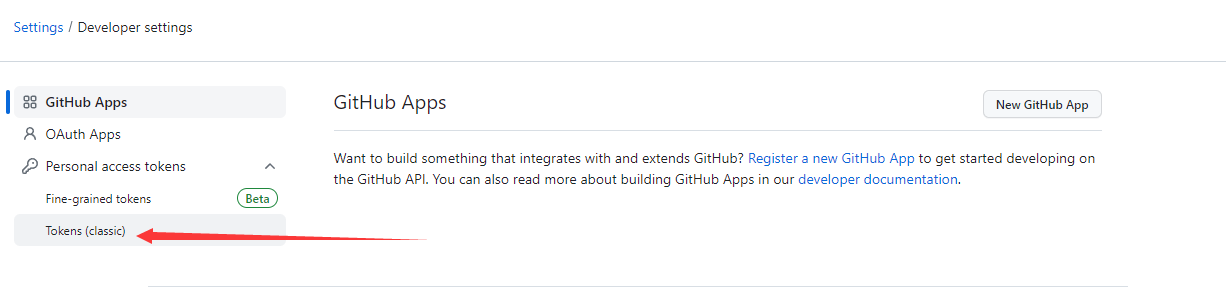 Settings / Developer settings
GitHub Apps
OAuth Apps
Personal access tokens
Fine-grained tokens Beta
Tokens (classic)
GitHub Apps
New GitHub App
Want to build something that integrates with and extends GitHub? Register a new GitHub App to get started developing on
the GitHub API. You can also read more about building GitHub Apps in our developer documentation.